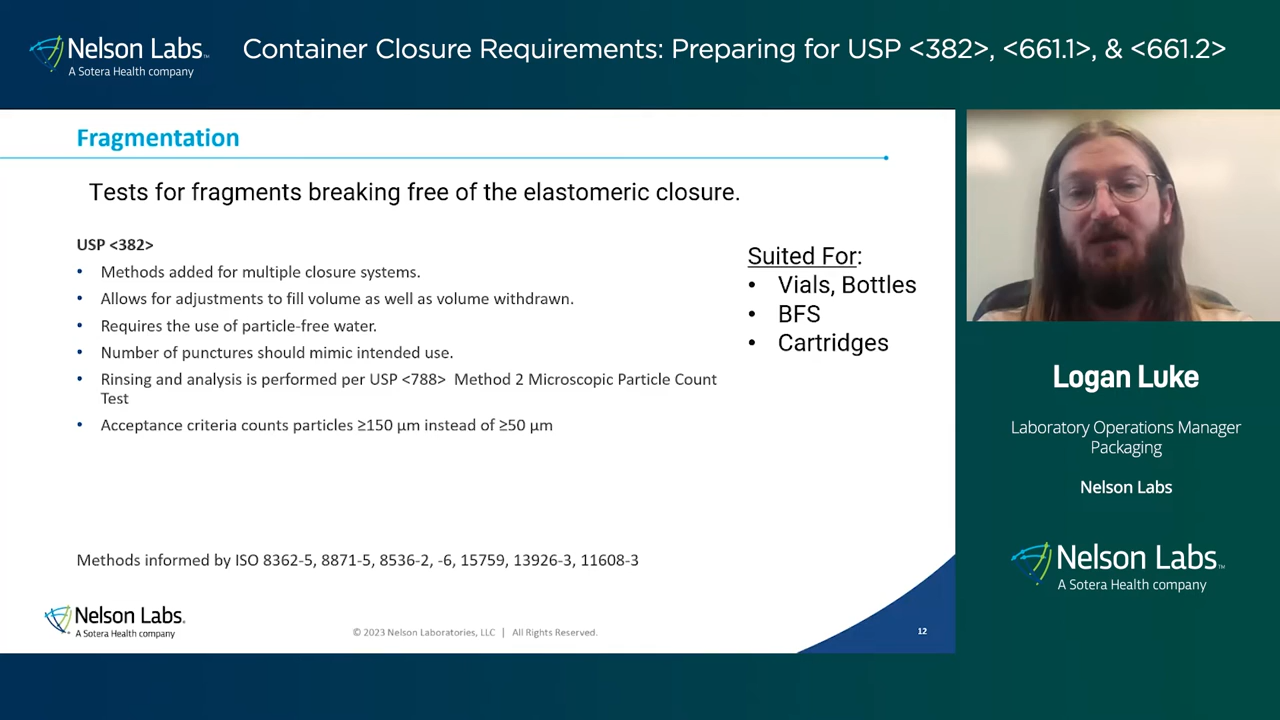 Nelson Labs™
A Sotera Health company
Container Closure Requirements: Preparing for USP <382>, <661.1>, & <661.2>
Fragmentation
Tests for fragments breaking free of the elastomeric closure.
USP <382>
• Methods added for multiple closure systems.
• Allows for adjustments to fill volume as well as volume withdrawn.
• Requires the use of particle-free water.
• Number of punctures should mimic intended use.
• Rinsing and analysis is performed per USP <788> Method 2 Microscopic Particle Count
Test
• Acceptance criteria counts particles ≥150 µm instead of ≥50 µm
Suited For:
• Vials, Bottles
• BFS
• Cartridges
Methods informed by ISO 8362-5, 8871-5, 8536-2, -6, 15759, 13926-3, 11608-3
Nelson Labs®
A Sotera Health company
© 2023 Nelson Laboratories, LLC | All Rights Reserved.
12
Logan Luke
Laboratory Operations Manager
Packaging
Nelson Labs
Nelson Labs™
A Sotera Health company